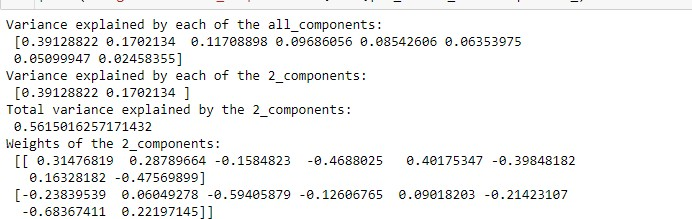 Variance explained by each of the all_components:
[0.39128822 0.1702134  0.11708898 0.09686056 0.08542606 0.06353975
0.05099947 0.02458355]
Variance explained by each of the 2_components:
[0.39128822 0.1702134 ]
Total variance explained by the 2_components:
0.5615016257171432
Weights of the 2_components:
[[ 0.31476819  0.28789664 -0.1584823  -0.4688025   0.40175347 -0.39848182
0.16328182 -0.47569899]
[-0.23839539  0.06049278 -0.59405879 -0.12606765  0.09018203 -0.21423107
-0.68367411  0.22197145]]